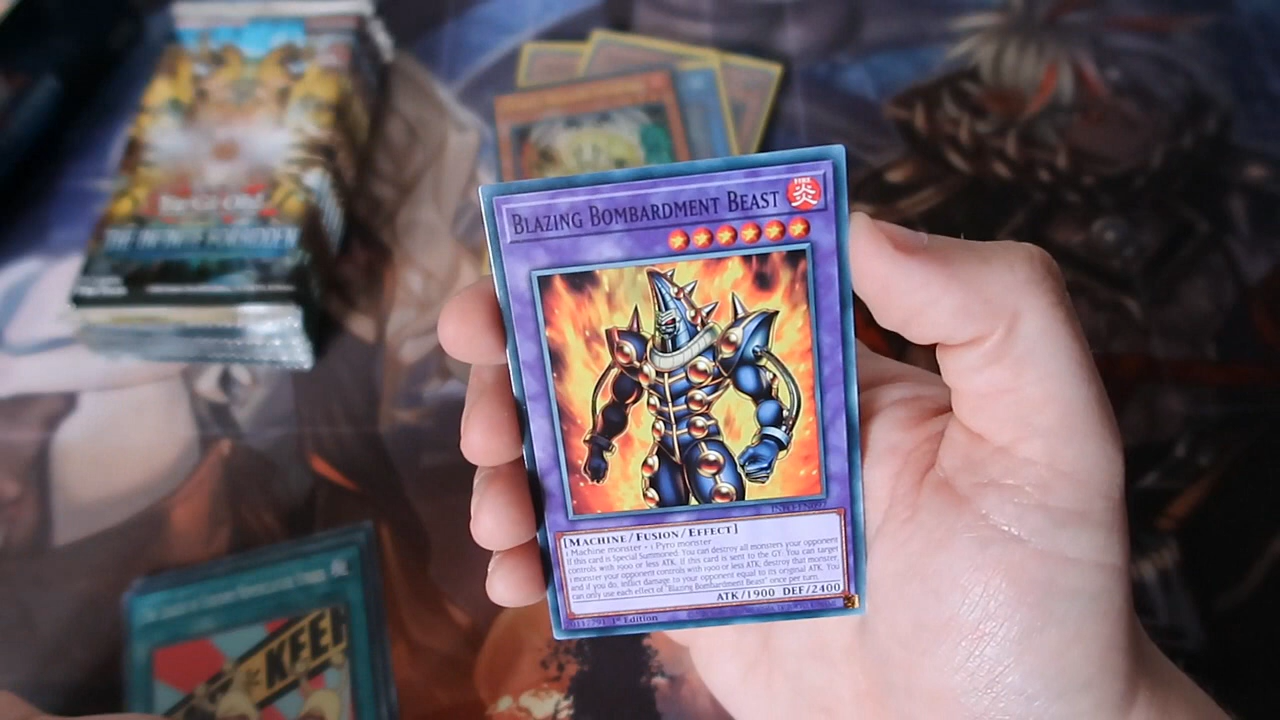 BLAZING BOMBARDMENT BEAST
FIRE
炎
INFO-EN097
[MACHINE/FUSION/EFFECT]
1 Machine monster + 1 Pyro monster
If this card is Special Summoned: You can destroy all monsters your opponent
controls with 1900 or less ATK. If this card is sent to the GY: You can target
1 monster your opponent controls with 1900 or less ATK; destroy that monster,
and if you do, inflict damage to your opponent equal to its original ATK. You
can only use each effect of "Blazing Bombardment Beast" once per turn.
ATK/1900 DEF/2400
1st Edition
KEEP